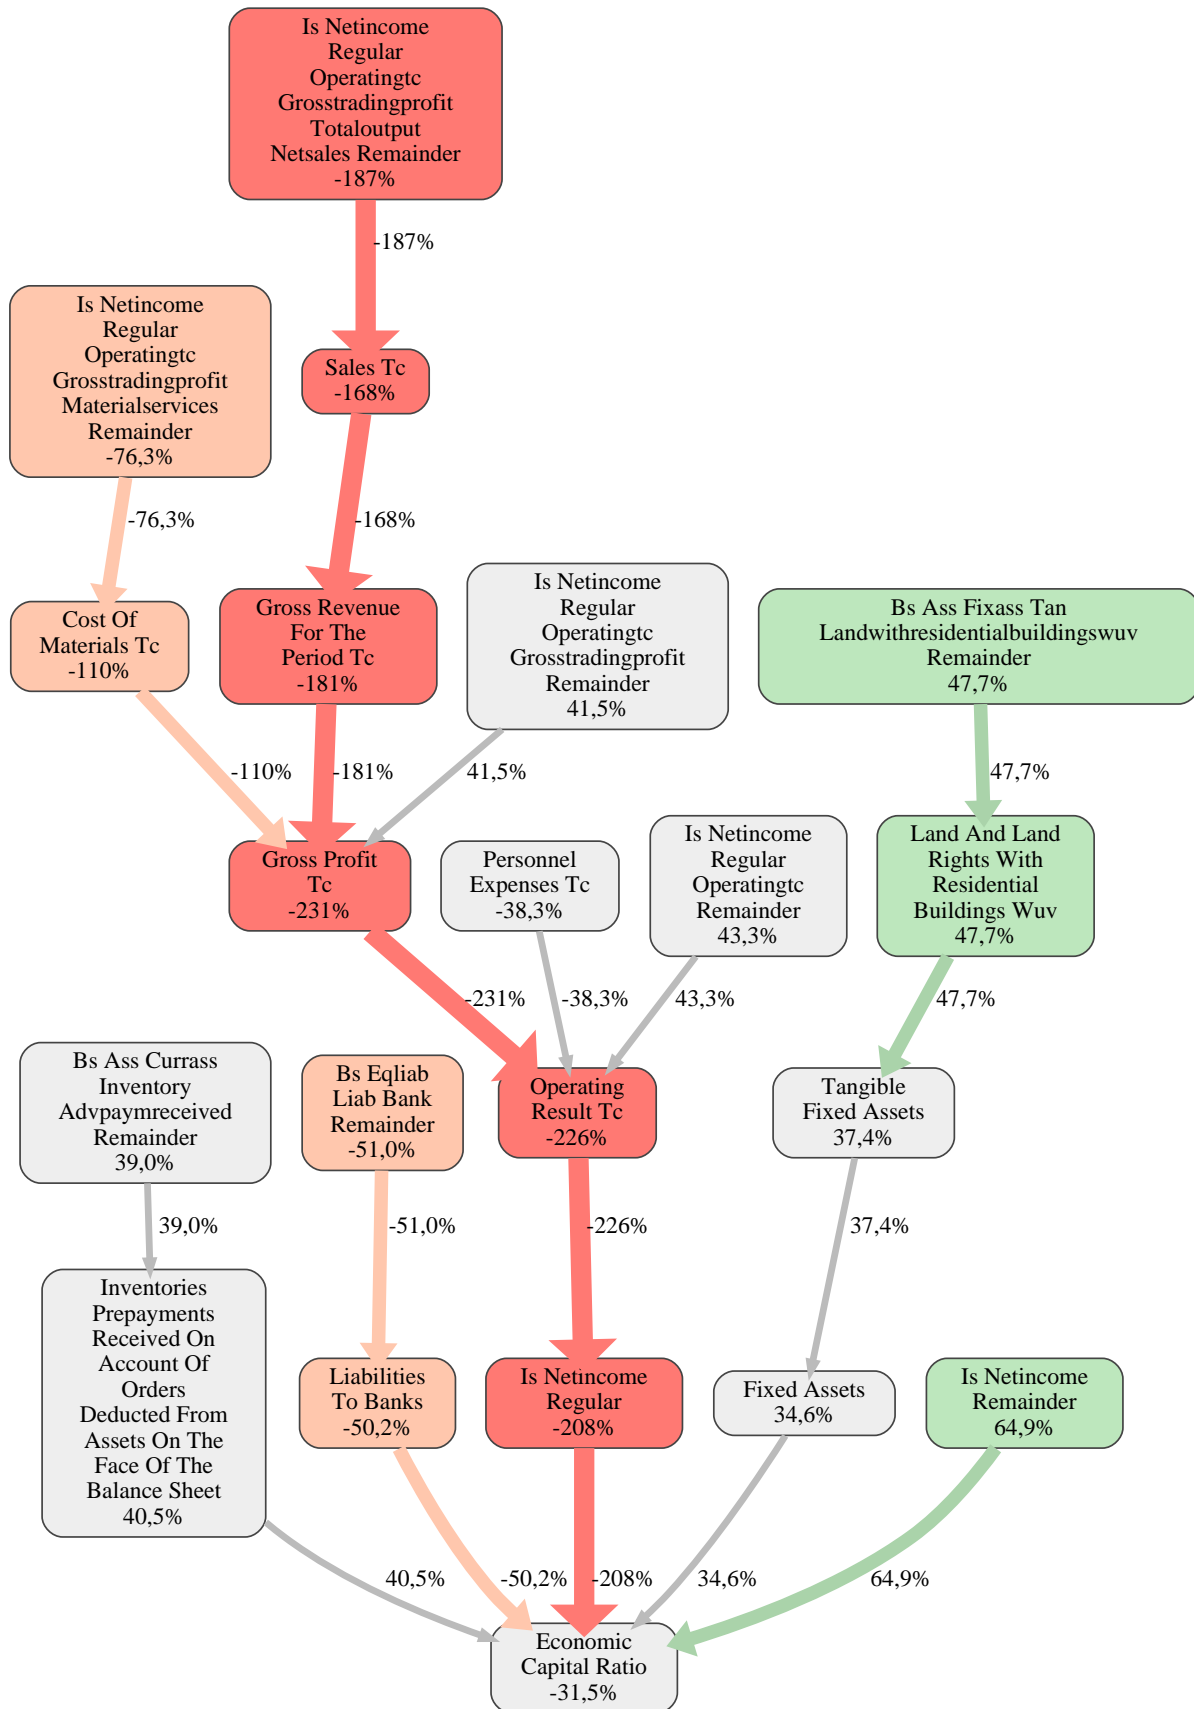 Is Netincome
Regular
Operatingtc
Grosstradingprofit
Totaloutput
Netsales Remainder
-187%
-187%
Is Netincome
Regular
Operatingtc
Grosstradingprofit
Materialservices
Remainder
-76,3%
Sales Tc
-168%
-76,3%
-168%
Is Netincome
Regular
Operatingtc
Grosstradingprofit
Remainder
41,5%
Cost Of
Materials Tc
-110%
Gross Revenue
For The
Period Tc
-181%
Bs Ass Fixass Tan
Landwithresidentialbuildingswuv
Remainder
47,7%
-110%
-181%
41,5%
47,7%
Gross Profit
Tc
-231%
Personnel
Expenses Tc
-38,3%
Is Netincome
Regular
Operatingtc
Remainder
43,3%
Land And Land
Rights With
Residential
Buildings Wuv
47,7%
-231%
-38,3%
43,3%
47,7%
Bs Ass Currass
Inventory
Advpaymreceived
Remainder
39,0%
Bs Eqliab
Liab Bank
Remainder
-51,0%
Operating
Result Tc
-226%
Tangible
Fixed Assets
37,4%
39,0%
-51,0%
-226%
37,4%
Inventories
Prepayments
Received On
Account Of
Orders
Deducted From
Assets On The
Face Of The
Balance Sheet
40,5%
Liabilities
To Banks
-50,2%
Is Netincome
Regular
-208%
Fixed Assets
34,6%
Is Netincome
Remainder
64,9%
40,5%
-50,2%
-208%
34,6%
64,9%
Economic
Capital Ratio
-31,5%